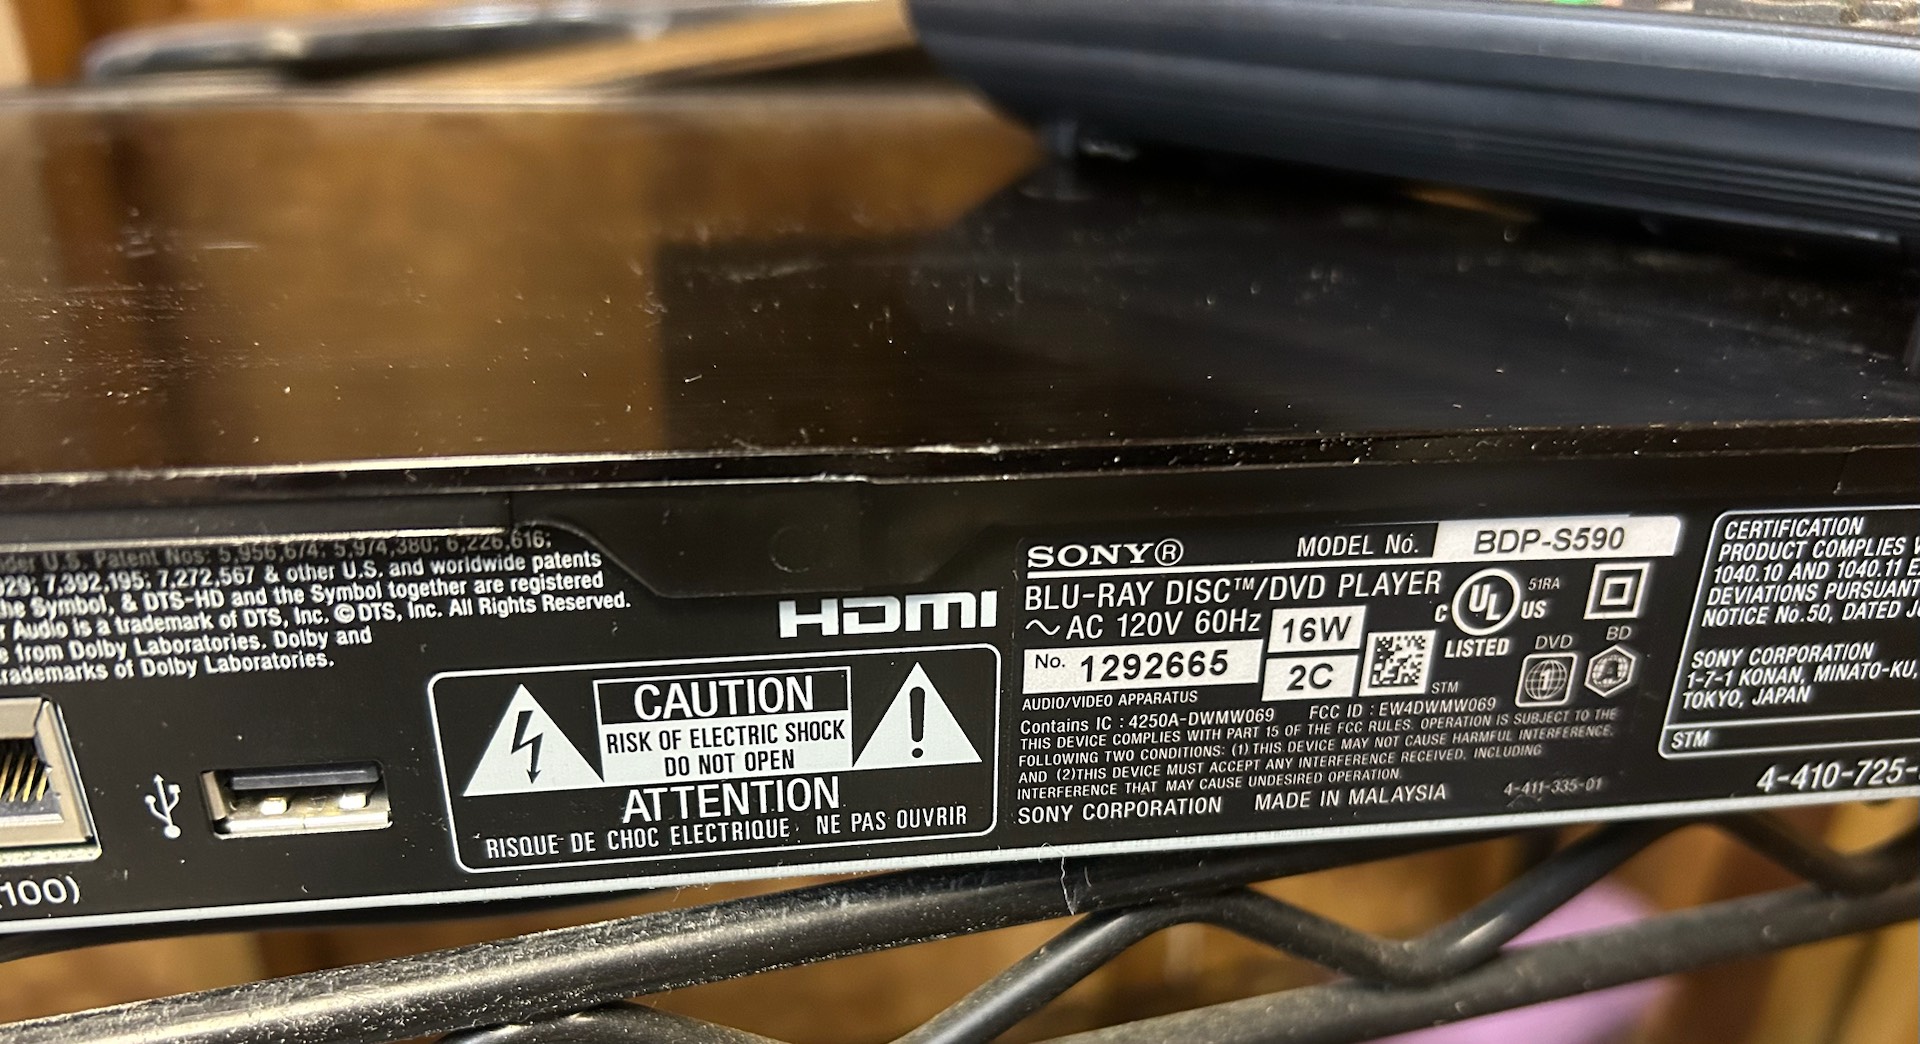 der U.S. Patent Nos: 5,956,674; 5,974,380; 6,226,616;
929; 7,392,195; 7,272,567 & other U.S. and worldwide patents
he Symbol, & DTS-HD and the Symbol together are registered
r Audio is a trademark of DTS, Inc. © DTS, Inc. All Rights Reserved.
e from Dolby Laboratories. Dolby and
rademarks of Dolby Laboratories.
100)
HDMI
CAUTION
RISK OF ELECTRIC SHOCK
DO NOT OPEN
ATTENTION
RISQUE DE CHOC ELECTRIQUE NE PAS OUVRIR
SONY® MODEL No. BDP-S590
BLU-RAY DISC™/DVD PLAYER
~ AC 120V 60Hz 16W
No. 1292665 2C
C UL US 51RA
LISTED
DVD BD
1 A
AUDIO/VIDEO APPARATUS STM
Contains IC : 4250A-DWMW069 FCC ID : EW4DWMW069
THIS DEVICE COMPLIES WITH PART 15 OF THE FCC RULES. OPERATION IS SUBJECT TO THE
FOLLOWING TWO CONDITIONS: (1) THIS DEVICE MAY NOT CAUSE HARMFUL INTERFERENCE,
AND (2)THIS DEVICE MUST ACCEPT ANY INTERFERENCE RECEIVED, INCLUDING
INTERFERENCE THAT MAY CAUSE UNDESIRED OPERATION.
SONY CORPORATION MADE IN MALAYSIA 4-411-335-01
CERTIFICATION
PRODUCT COMPLIES W
1040.10 AND 1040.11 E
DEVIATIONS PURSUANT
NOTICE No.50, DATED J
SONY CORPORATION
1-7-1 KONAN, MINATO-KU,
TOKYO, JAPAN
STM
4-410-725-